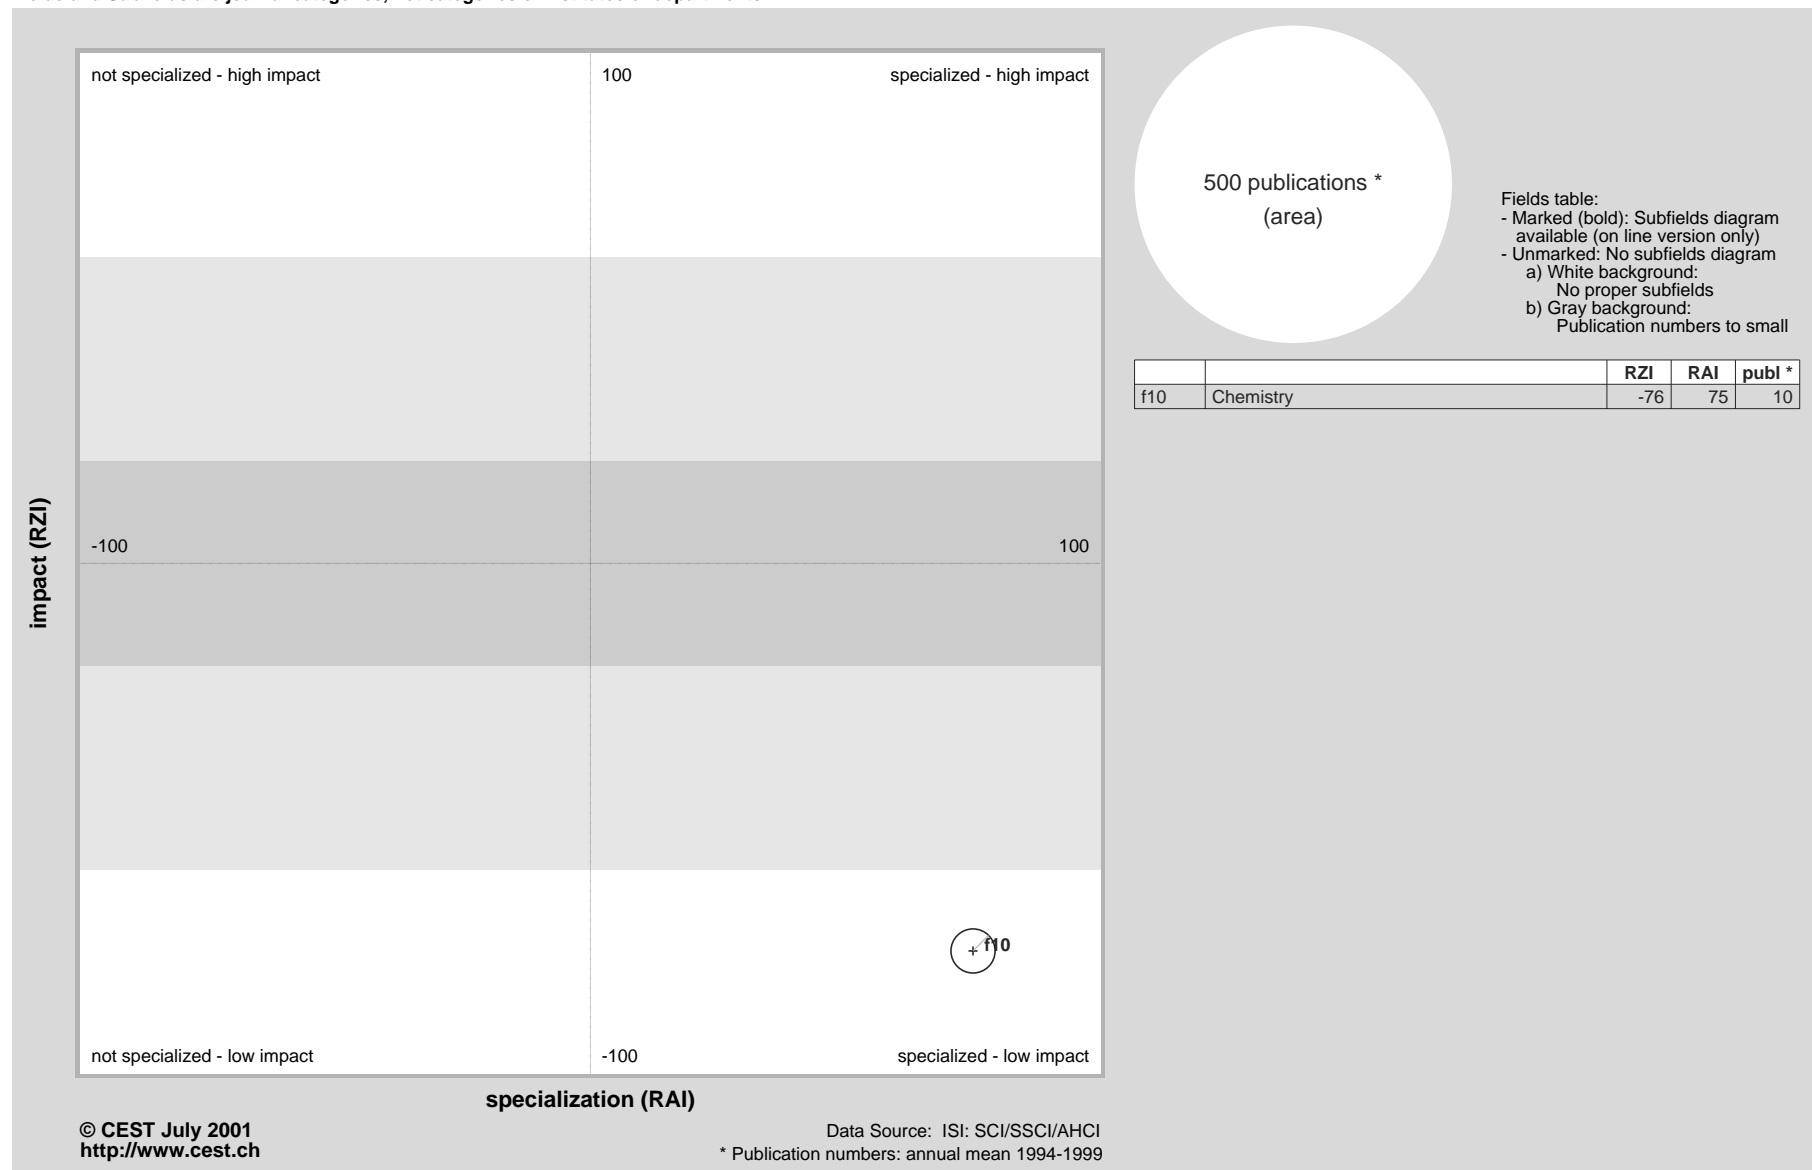 not specialized - high impact
100
specialized - high impact
500 publications *
(area)
Fields table:
- Marked (bold): Subfields diagram
available (on line version only)
- Unmarked: No subfields diagram
a) White background:
No proper subfields
b) Gray background:
Publication numbers to small
RZI RAI publ *
f10 Chemistry -76 75 10
impact (RZI)
-100
100
f10
not specialized - low impact
-100
specialized - low impact
specialization (RAI)
© CEST July 2001
http://www.cest.ch
Data Source: ISI: SCI/SSCI/AHCI
* Publication numbers: annual mean 1994-1999